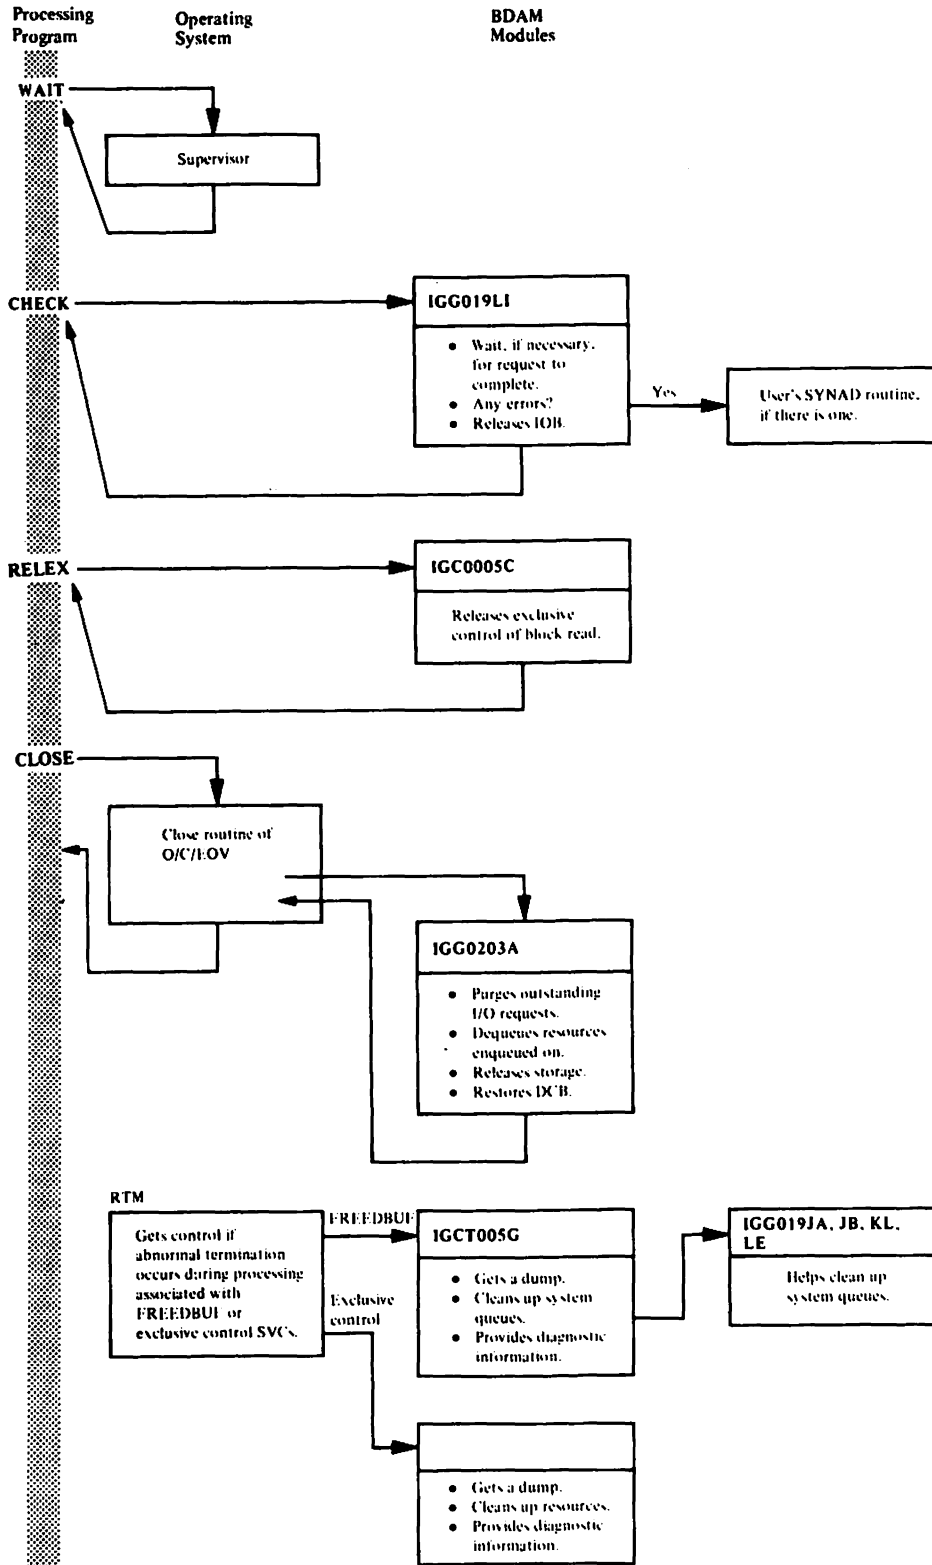 Processing
Program
Operating
System
BDAM
Modules
WAIT
Supervisor
CHECK
IGG019LI
• Wait, if necessary,
for request to
complete.
• Any errors?
• Releases IOB.
Yes
User's SYNAD routine,
if there is one.
RELEX
IGC0005C
Releases exclusive
control of block read.
CLOSE
Close routine of
O/C/EOV
IGG0203A
• Purges outstanding
I/O requests.
• Dequeues resources
enqueued on.
• Releases storage.
• Restores DCB.
RTM
Gets control if
abnormal termination
occurs during processing
associated with
FREEDBUF or
exclusive control SVCs.
FREEDBUF
Exclusive
control
IGCT005G
• Gets a dump.
• Cleans up system
queues.
• Provides diagnostic
information.
IGG019JA, JB, KL,
LE
Helps clean up
system queues.
• Gets a dump.
• Cleans up resources.
• Provides diagnostic
information.